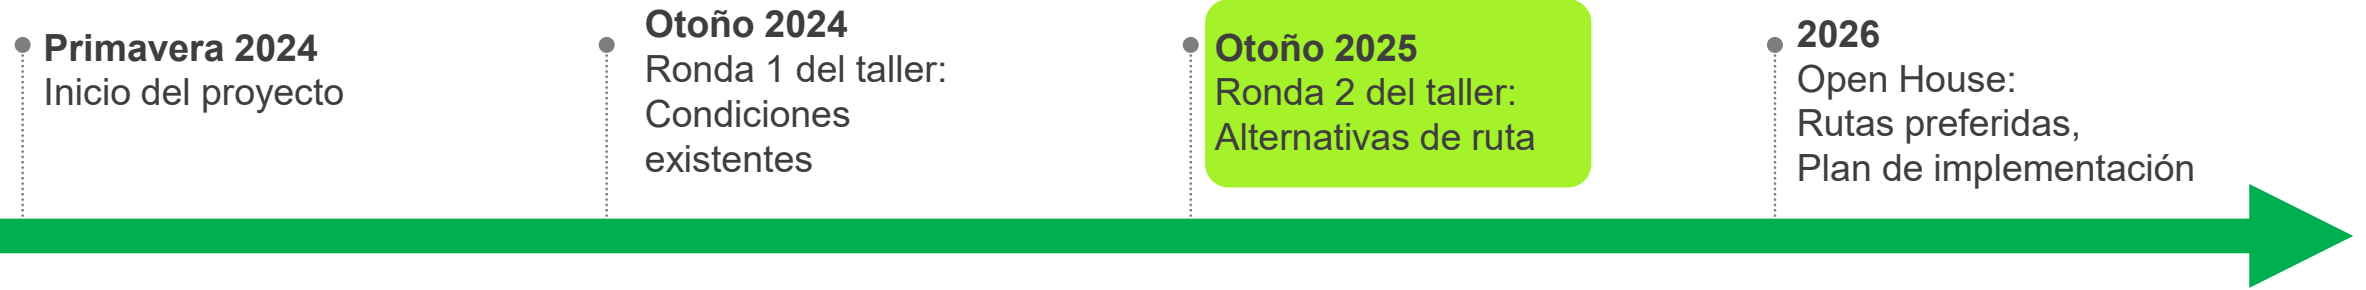 Primavera 2024
Inicio del proyecto
Otoño 2024
Ronda 1 del taller:
Condiciones
existentes
Otoño 2025
Ronda 2 del taller:
Alternativas de ruta
2026
Open House:
Rutas preferidas,
Plan de implementación